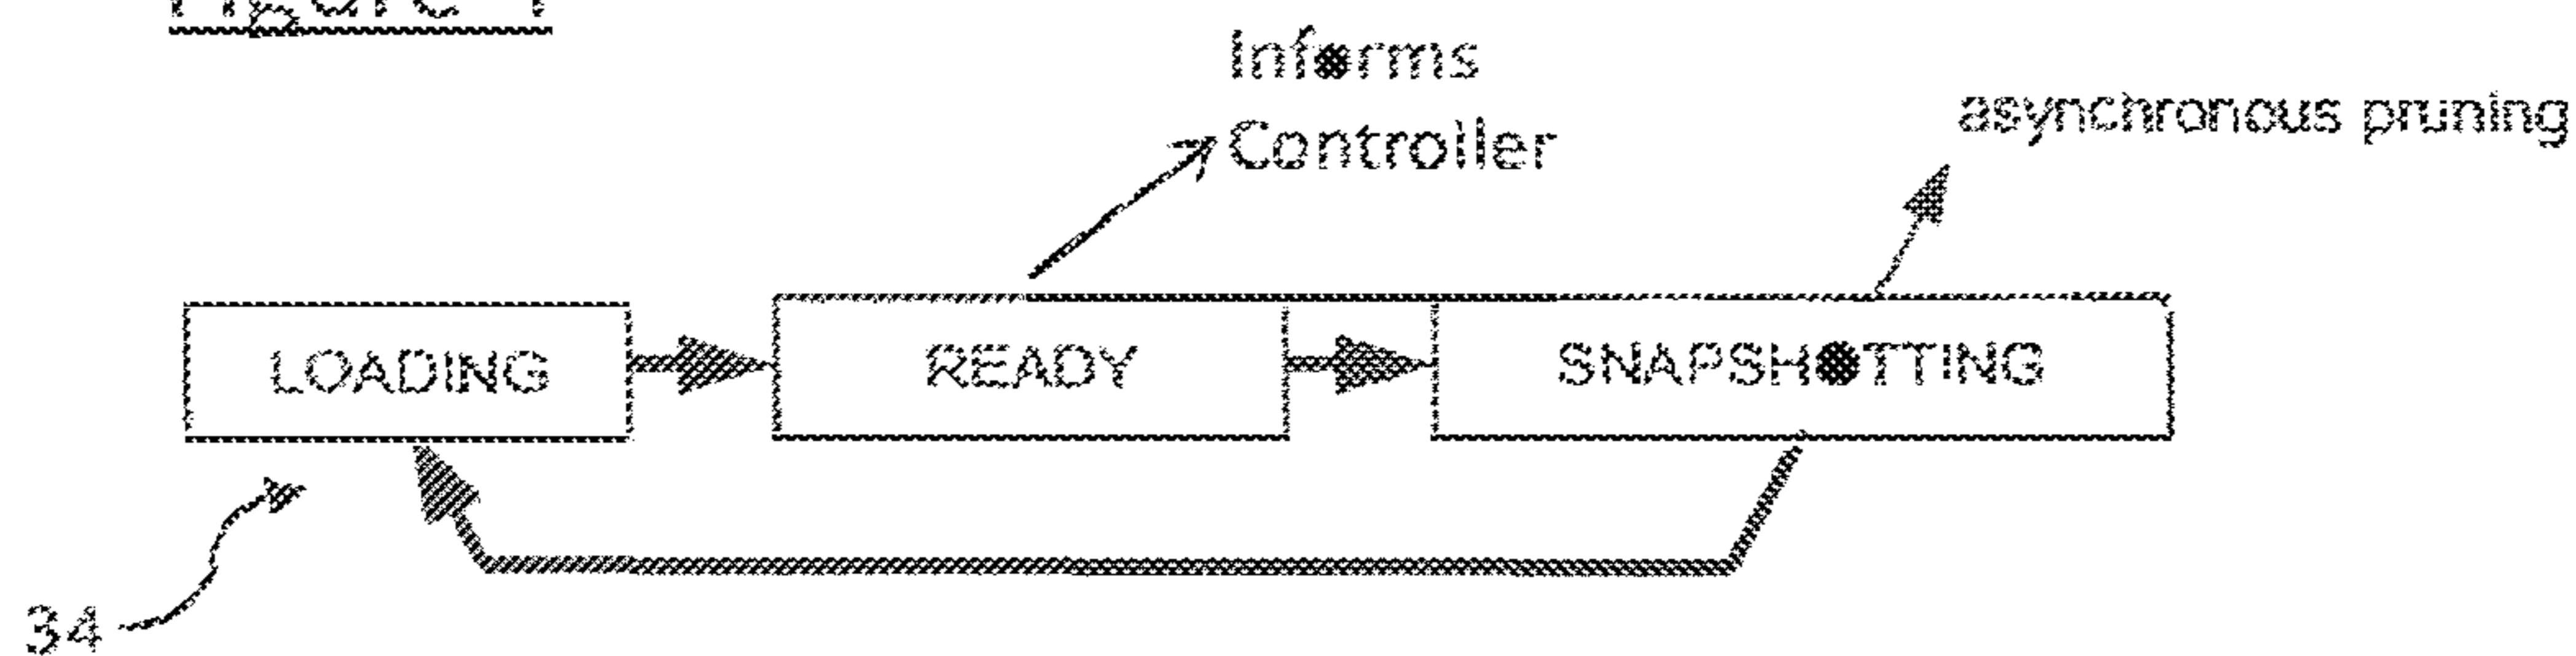 Informs
Controller
asynchronous pruning
LOADING
READY
SNAPSHOTTING
34